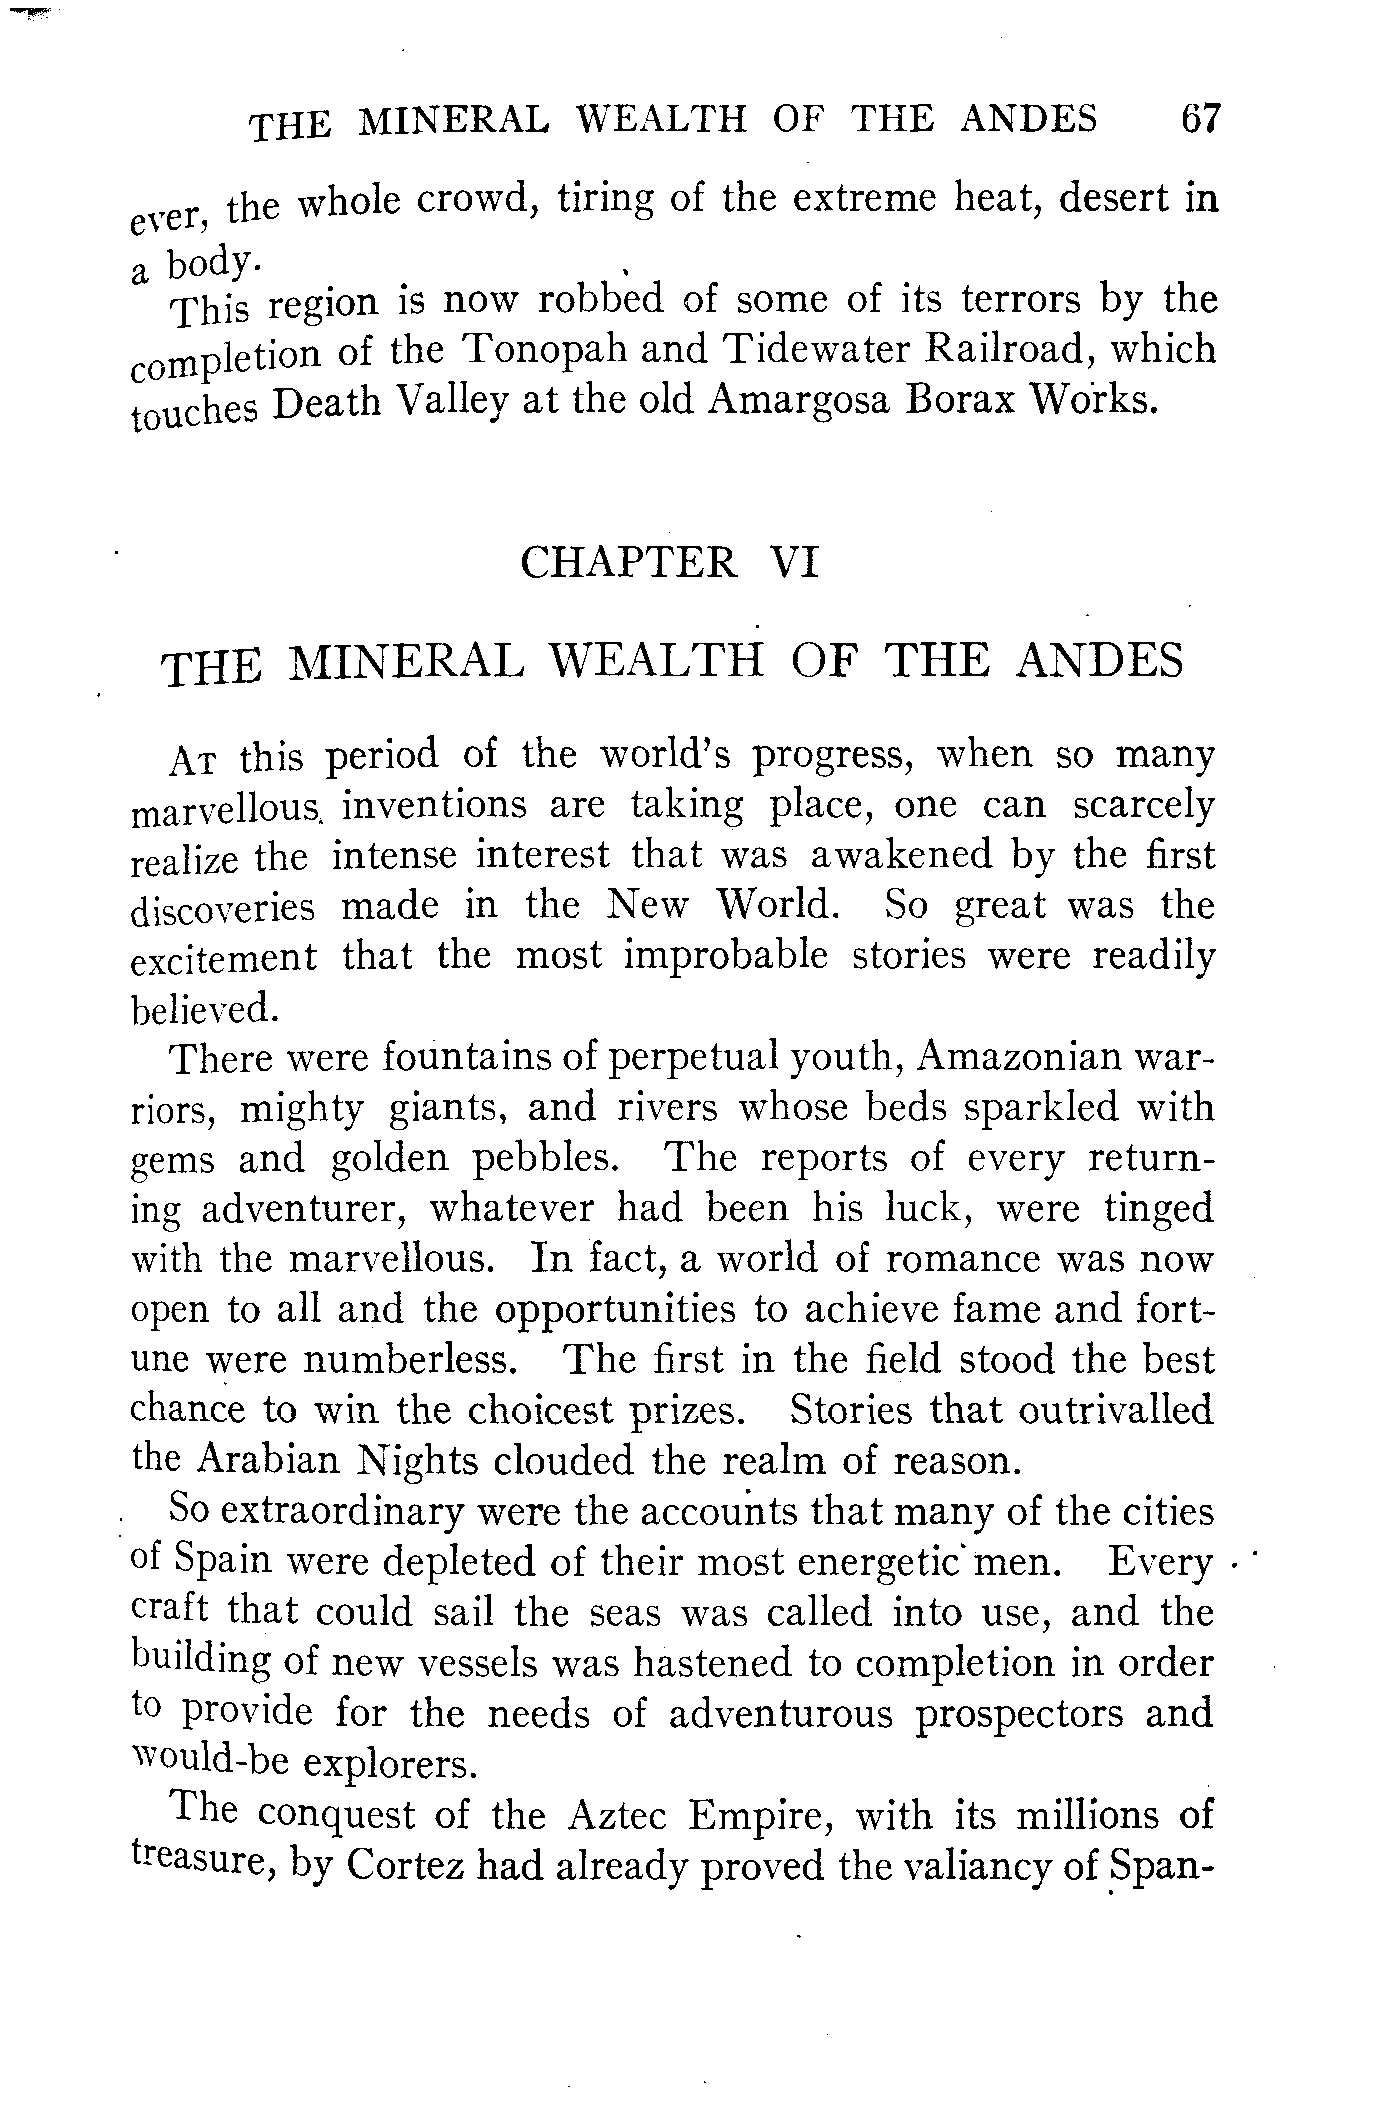 THE MINERAL WEALTH OF THE ANDES 67
ever, the whole crowd, tiring of the extreme heat, desert in
a body.
This region is now robbed of some of its terrors by the
completion of the Tonopah and Tidewater Railroad, which
touches Death Valley at the old Amargosa Borax Works.
CHAPTER VI
THE MINERAL WEALTH OF THE ANDES
AT this period of the world's progress, when so many
marvellous inventions are taking place, one can scarcely
realize the intense interest that was awakened by the first
discoveries made in the New World. So great was the
excitement that the most improbable stories were readily
believed.
There were fountains of perpetual youth, Amazonian war-
riors, mighty giants, and rivers whose beds sparkled with
gems and golden pebbles. The reports of every return-
ing adventurer, whatever had been his luck, were tinged
with the marvellous. In fact, a world of romance was now
open to all and the opportunities to achieve fame and fort-
une were numberless. The first in the field stood the best
chance to win the choicest prizes. Stories that outrivalled
the Arabian Nights clouded the realm of reason.
So extraordinary were the accounts that many of the cities
of Spain were depleted of their most energetic men. Every
craft that could sail the seas was called into use, and the
building of new vessels was hastened to completion in order
to provide for the needs of adventurous prospectors and
would-be explorers.
The conquest of the Aztec Empire, with its millions of
treasure, by Cortez had already proved the valiancy of Span-